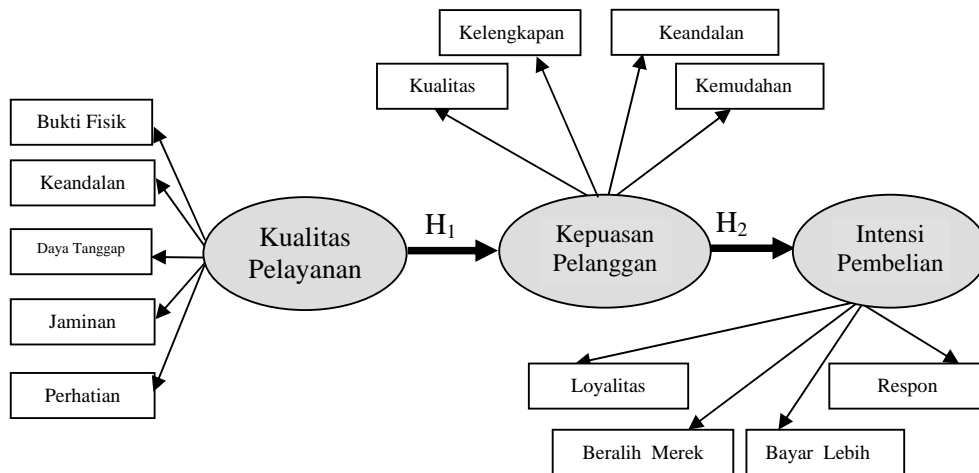 Kelengkapan
Keandalan
Kualitas
Kemudahan
Bukti Fisik
Keandalan
Daya Tanggap
Jaminan
Perhatian
Kualitas
Pelayanan
H1
Kepuasan
Pelanggan
H2
Intensi
Pembelian
Loyalitas
Respon
Beralih Merek
Bayar Lebih